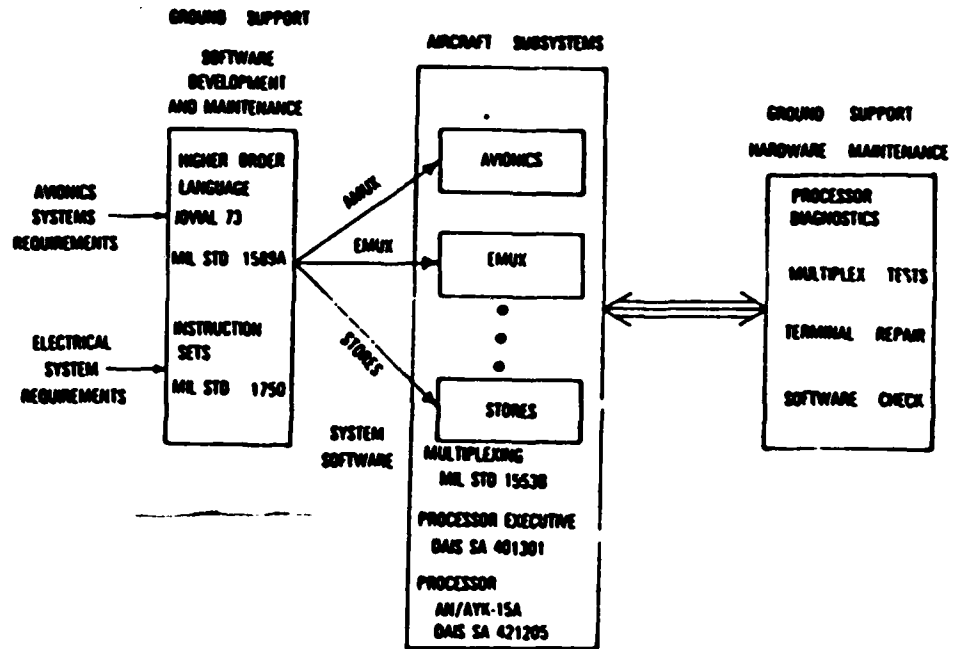 GROUND SUPPORT
SOFTWARE
DEVELOPMENT
AND MAINTENANCE
AVIONICS
SYSTEMS
REQUIREMENTS
ELECTRICAL
SYSTEM
REQUIREMENTS
HIGHER ORDER
LANGUAGE
JOVIAL 73
MIL STD 1589A
INSTRUCTION
SETS
MIL STD 1750
AMUX
EMUX
STORES
SYSTEM
SOFTWARE
AIRCRAFT SUBSYSTEMS
AVIONICS
EMUX
STORES
MULTIPLEXING
MIL STD 1553B
PROCESSOR EXECUTIVE
DAIS SA 401301
PROCESSOR
AN/AYK-15A
DAIS SA 421205
GROUND SUPPORT
HARDWARE MAINTENANCE
PROCESSOR
DIAGNOSTICS
MULTIPLEX TESTS
TERMINAL REPAIR
SOFTWARE CHECK